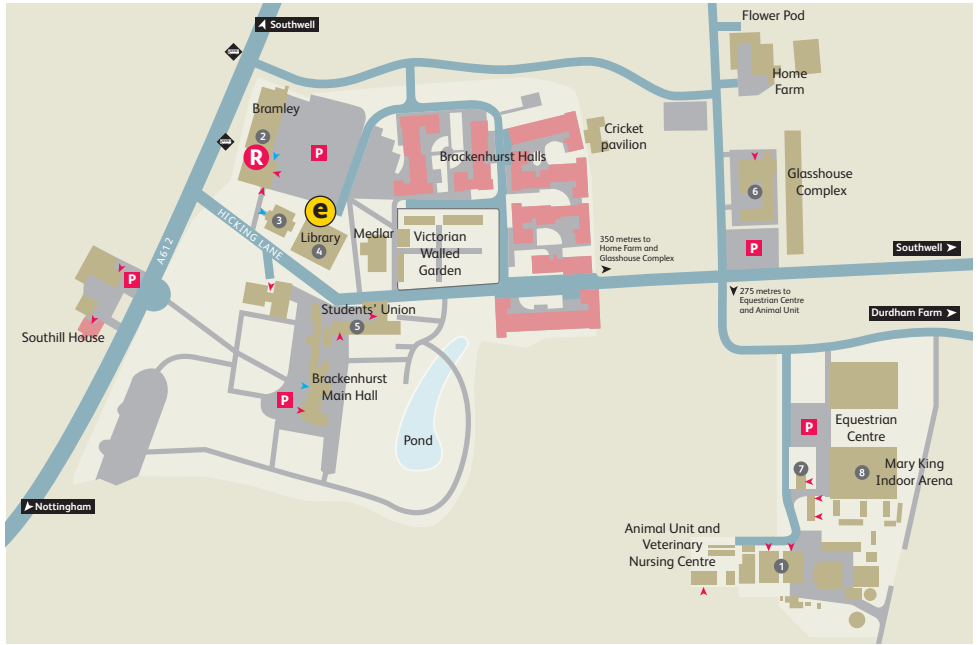 Flower Pod
Southwell
Home
Farm
Bramley
2
R
P
Brackenhurst Halls
Cricket
pavilion
Glasshouse
Complex
6
e
3
Library
4
HICKING LANE
A612
Medlar
Victorian
Walled
Garden
350 metres to
Home Farm and
Glasshouse Complex
P
Southwell
P
275 metres to
Equestrian Centre
and Animal Unit
Durdham Farm
Students' Union
5
Southill House
Brackenhurst
Main Hall
P
Pond
P
Equestrian
Centre
7
8
Mary King
Indoor Arena
Nottingham
Animal Unit and
Veterinary
Nursing Centre
1